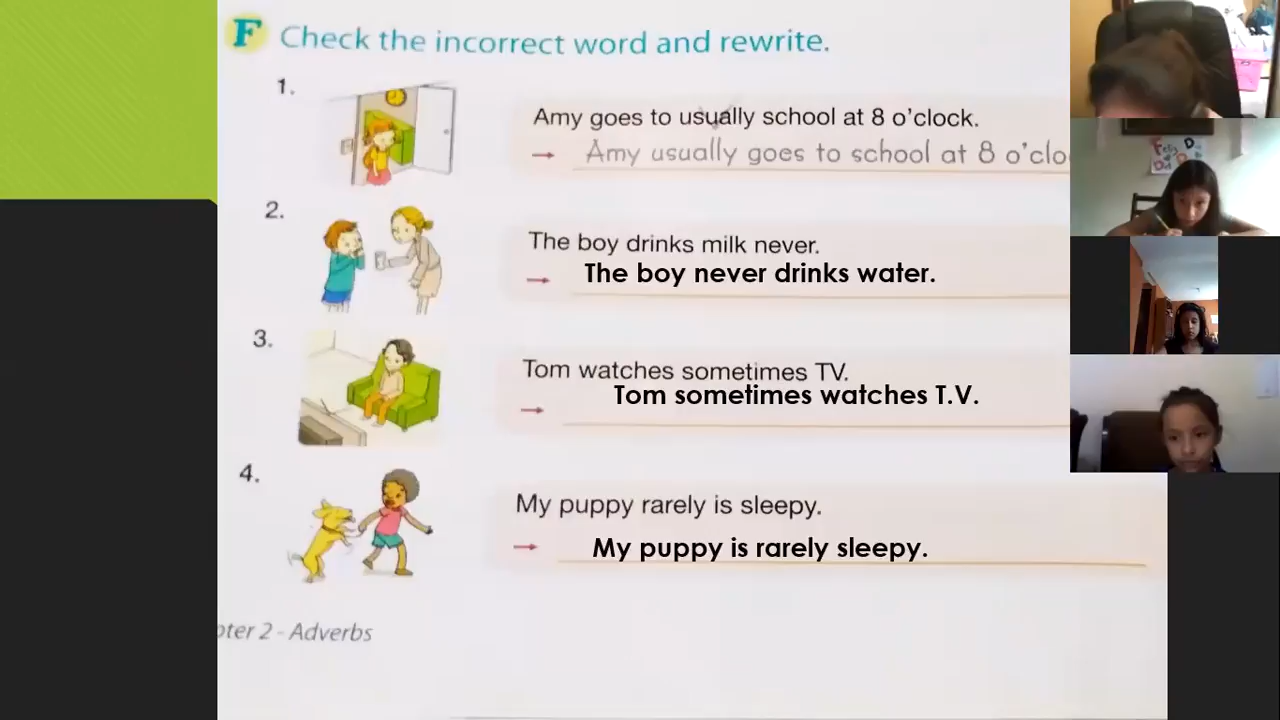 F Check the incorrect word and rewrite.
1.
Amy goes to usually school at 8 o'clock.
→ Amy usually goes to school at 8 o'clo
2.
The boy drinks milk never.
→ The boy never drinks water.
3.
Tom watches sometimes TV.
→ Tom sometimes watches T.V.
4.
My puppy rarely is sleepy.
→ My puppy is rarely sleepy.
pter 2 - Adverbs